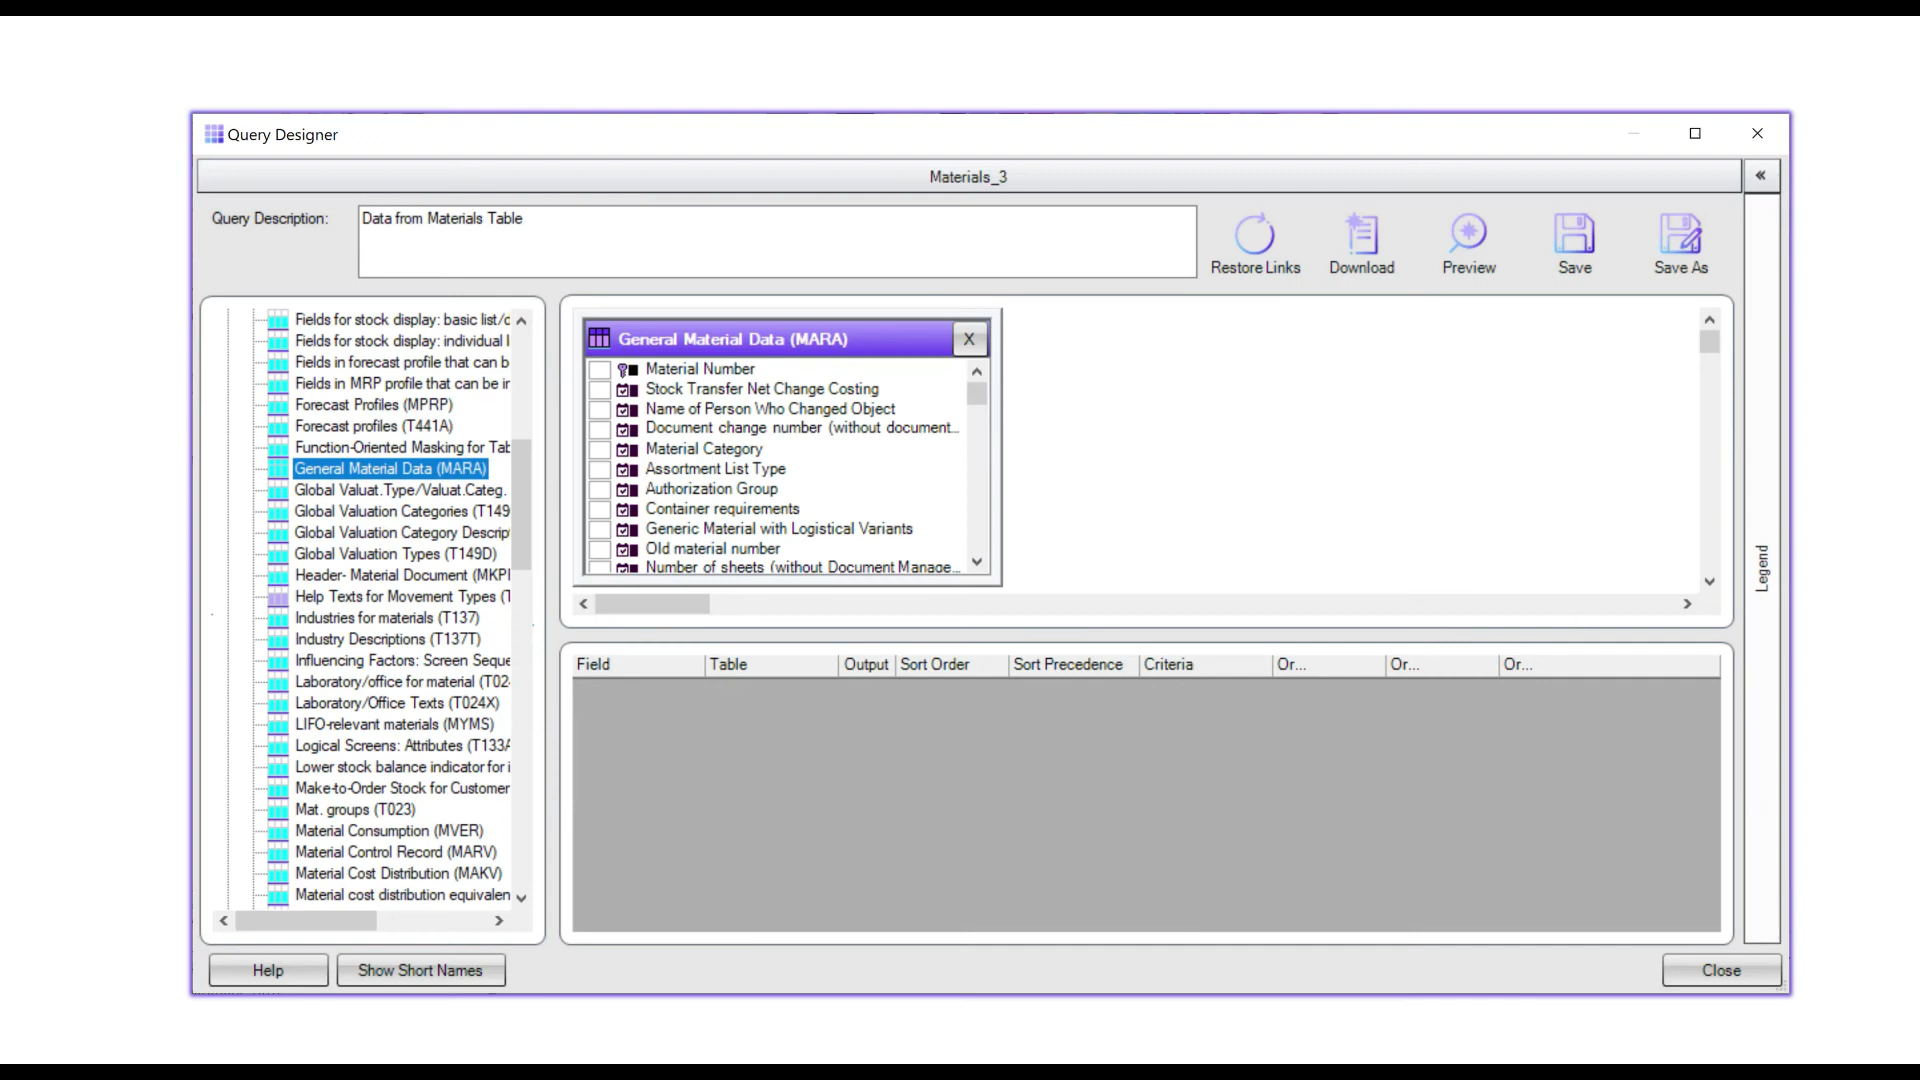 Query Designer
Materials_3
«
Query Description:
Data from Materials Table
Restore Links
Download
Preview
Save
Save As
Fields for stock display: basic list/d
Fields for stock display: individual l
Fields in forecast profile that can b
Fields in MRP profile that can be ir
Forecast Profiles (MPRP)
Forecast profiles (T441A)
Function-Oriented Masking for Tab
General Material Data (MARA)
Global Valuat.Type/Valuat.Categ.
Global Valuation Categories (T149
Global Valuation Category Descrip
Global Valuation Types (T149D)
Header- Material Document (MKP
Help Texts for Movement Types (T
Industries for materials (T137)
Industry Descriptions (T137T)
Influencing Factors: Screen Seque
Laboratory/office for material (T024
Laboratory/Office Texts (T024X)
LIFO-relevant materials (MYMS)
Logical Screens: Attributes (T133A
Lower stock balance indicator for i
Make-to-Order Stock for Customer
Mat. groups (T023)
Material Consumption (MVER)
Material Control Record (MARV)
Material Cost Distribution (MAKV)
Material cost distribution equivalen
General Material Data (MARA)
X
Material Number
Stock Transfer Net Change Costing
Name of Person Who Changed Object
Document change number (without document...
Material Category
Assortment List Type
Authorization Group
Container requirements
Generic Material with Logistical Variants
Old material number
Number of sheets (without Document Manage...
Field Table Output Sort Order Sort Precedence Criteria Or... Or... Or...
Legend
Help
Show Short Names
Close